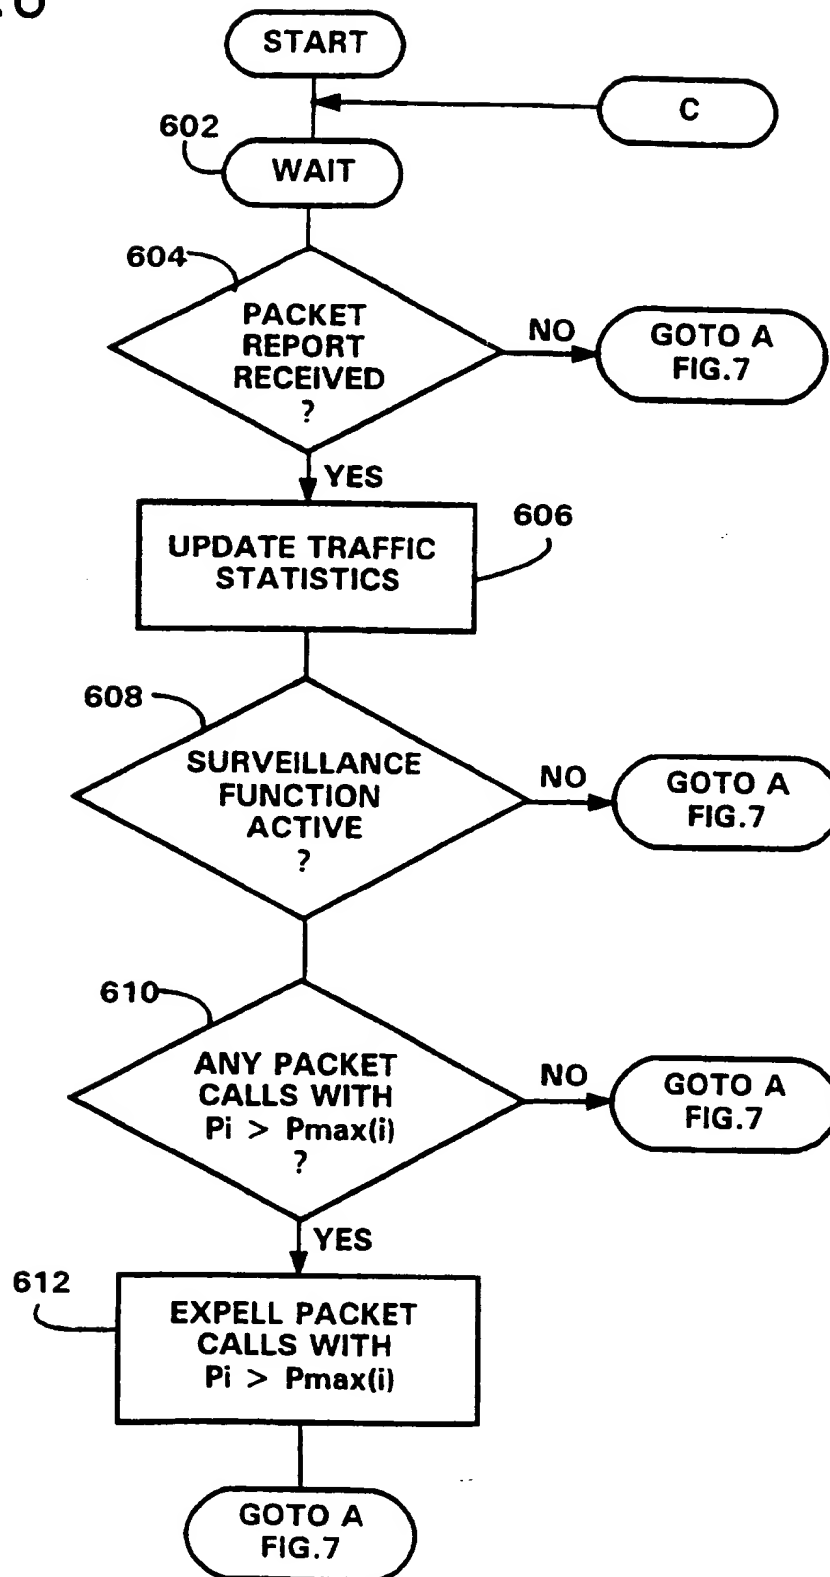 START
C
602
WAIT
604
PACKET
REPORT
RECEIVED
?
NO
GOTO A
FIG.7
YES
606
UPDATE TRAFFIC
STATISTICS
608
SURVEILLANCE
FUNCTION
ACTIVE
?
NO
GOTO A
FIG.7
610
ANY PACKET
CALLS WITH
Pi > Pmax(i)
?
NO
GOTO A
FIG.7
YES
612
EXPELL PACKET
CALLS WITH
Pi > Pmax(i)
GOTO A
FIG.7